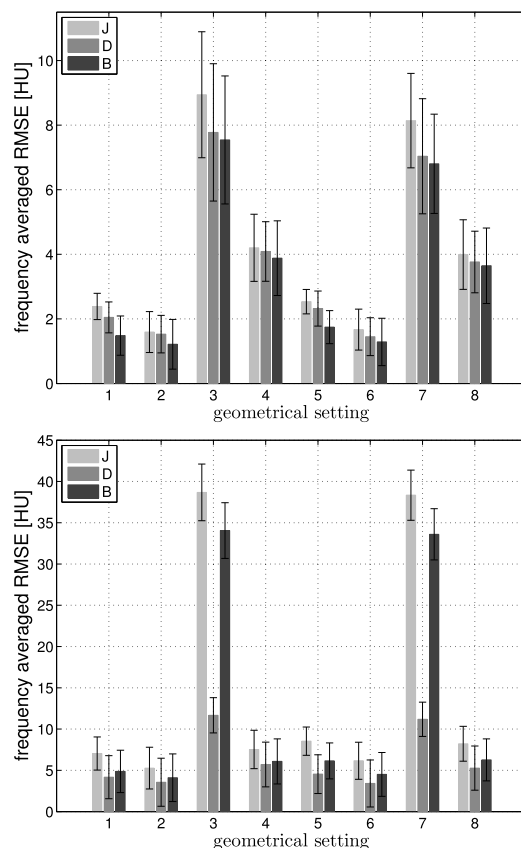 J
D
B
frequency averaged RMSE [HU]
10
8
6
4
2
0
1 2 3 4 5 6 7 8
geometrical setting
J
D
B
frequency averaged RMSE [HU]
45
40
35
30
25
20
15
10
5
0
1 2 3 4 5 6 7 8
geometrical setting